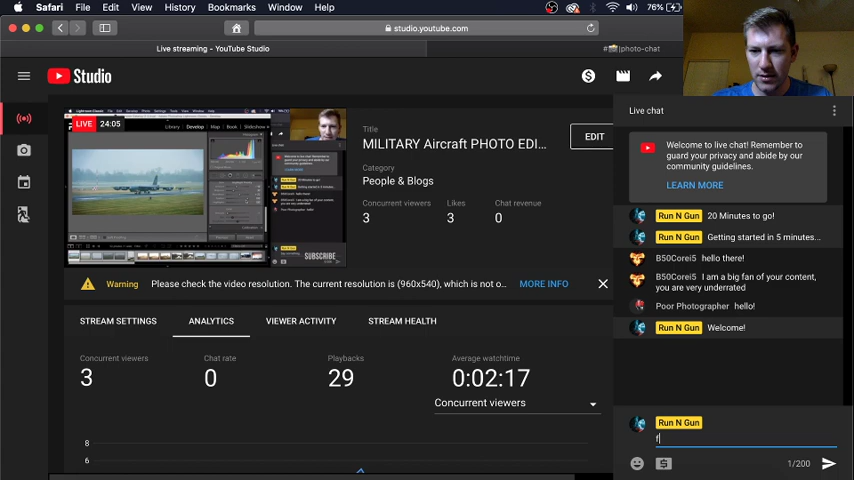 Safari File Edit View History Bookmarks Window Help 76%
studio.youtube.com
Live streaming - YouTube Studio
#📸|photo-chat
Studio
Live chat
LIVE 24:05
Title
MILITARY Aircraft PHOTO EDI...
EDIT
Category
People & Blogs
Concurrent viewers Likes Chat revenue
3 3 0
SUBSCRIBE
Warning Please check the video resolution. The current resolution is (960x540), which is not o... MORE INFO
STREAM SETTINGS ANALYTICS VIEWER ACTIVITY STREAM HEALTH
Concurrent viewers Chat rate Playbacks Average watchtime
3 0 29 0:02:17
Concurrent viewers
8
6
Welcome to live chat! Remember to
guard your privacy and abide by our
community guidelines.
LEARN MORE
Run N Gun 20 Minutes to go!
Run N Gun Getting started in 5 minutes...
B50Corei5 hello there!
B50Corei5 I am a big fan of your content,
you are very underrated
Poor Photographer hello!
Run N Gun Welcome!
Run N Gun
f
1/200